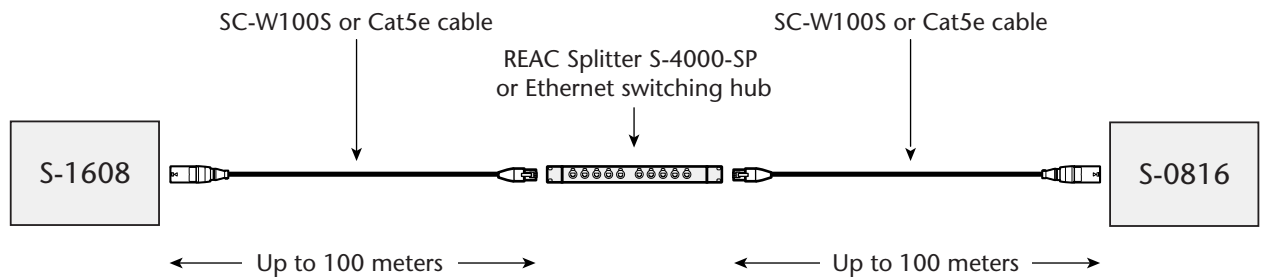 SC-W100S or Cat5e cable
SC-W100S or Cat5e cable
REAC Splitter S-4000-SP
or Ethernet switching hub
S-1608
S-0816
Up to 100 meters
Up to 100 meters